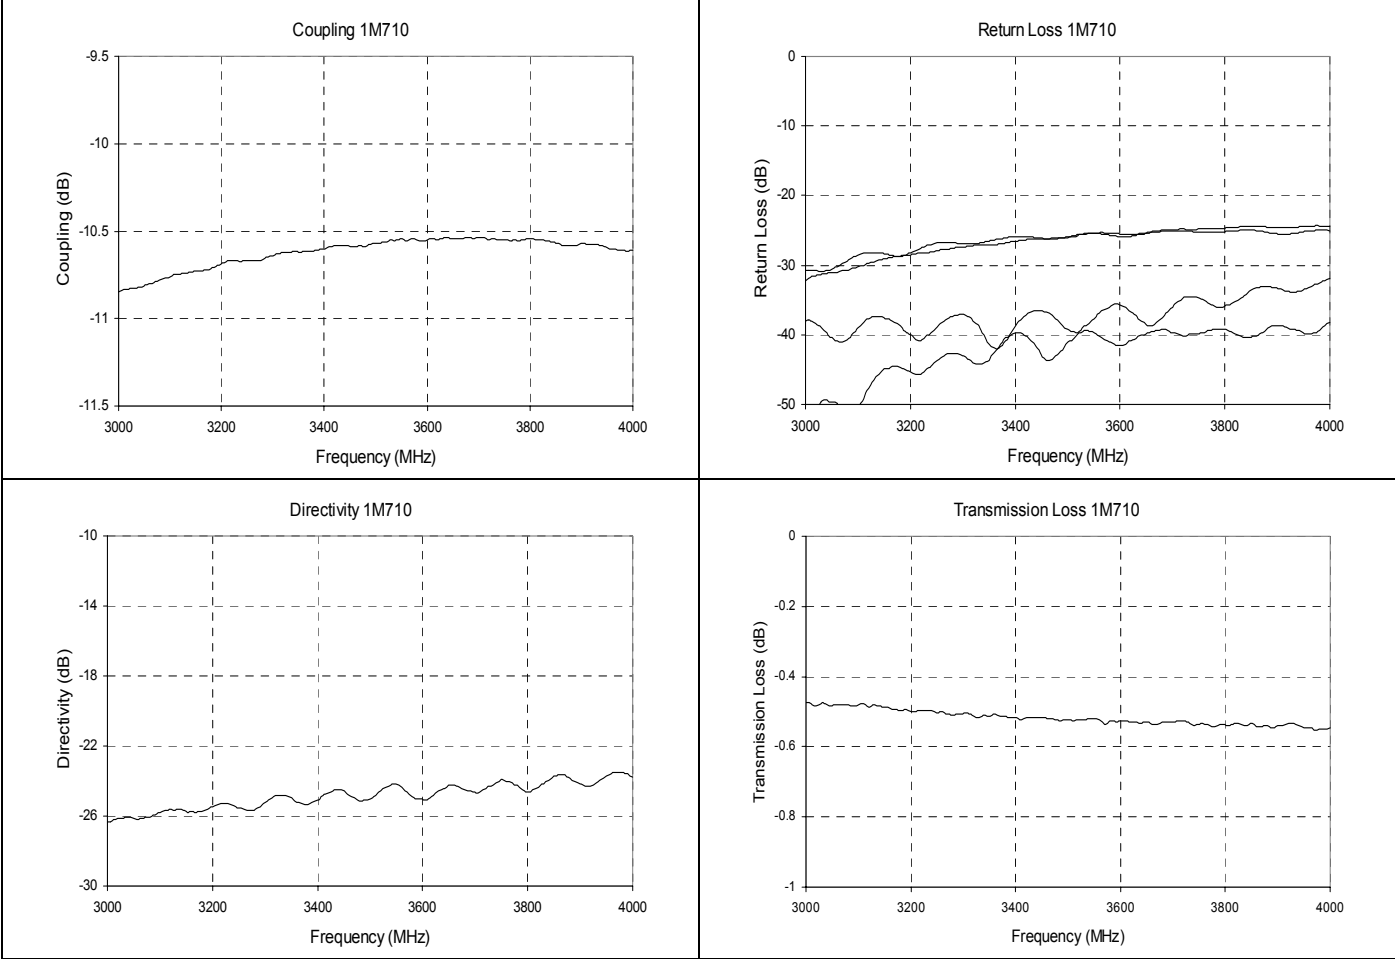 Coupling 1M710
-9.5
-10
-10.5
-11
-11.5
Coupling (dB)
3000 3200 3400 3600 3800 4000
Frequency (MHz)
Return Loss 1M710
0
-10
-20
-30
-40
-50
Return Loss (dB)
3000 3200 3400 3600 3800 4000
Frequency (MHz)
Directivity 1M710
-10
-14
-18
-22
-26
-30
Directivity (dB)
3000 3200 3400 3600 3800 4000
Frequency (MHz)
Transmission Loss 1M710
0
-0.2
-0.4
-0.6
-0.8
-1
Transmission Loss (dB)
3000 3200 3400 3600 3800 4000
Frequency (MHz)